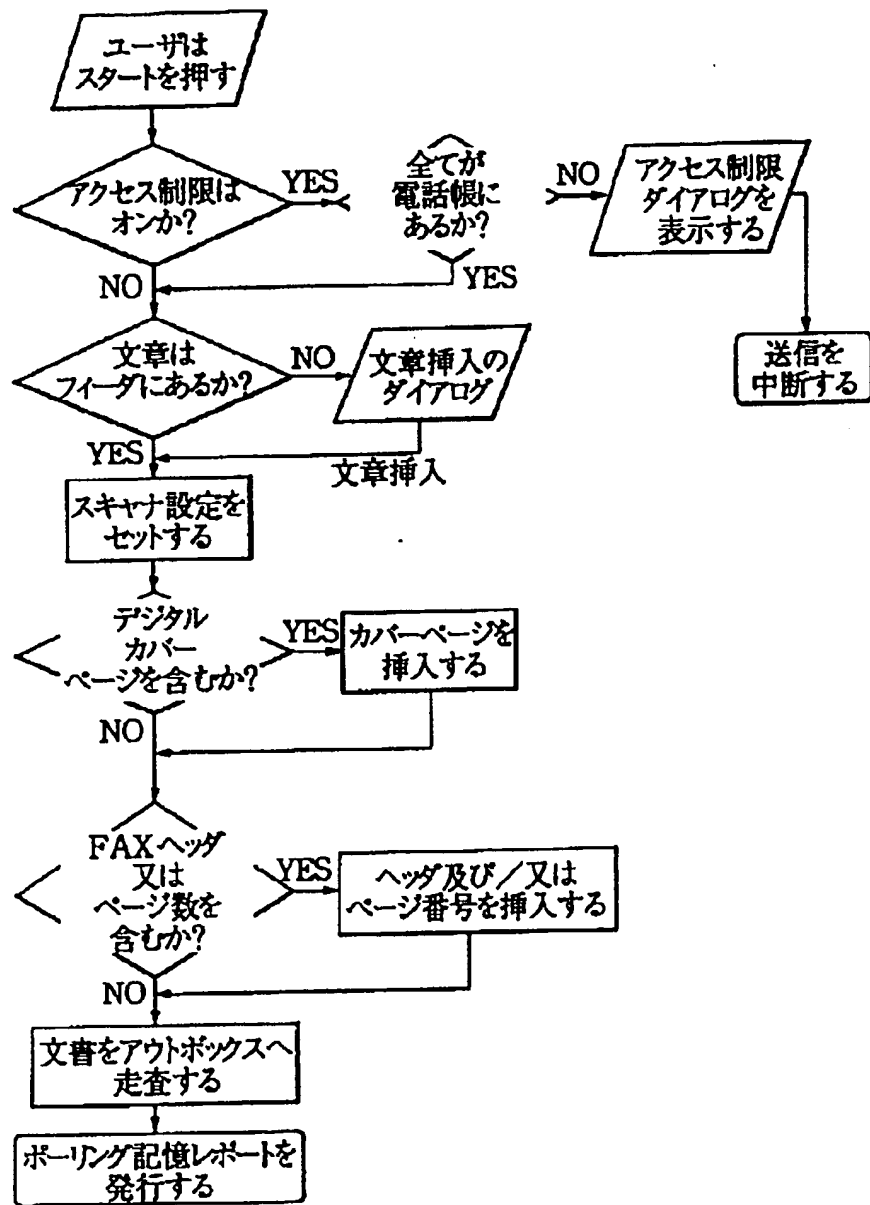 ユーザは
スタートを押す
アクセス制限は
オンか?
YES
全てが
電話帳に
あるか?
NO
アクセス制限
ダイアログを
表示する
NO
YES
送信を
中断する
文章は
フィーダにあるか?
NO
文章挿入の
ダイアログ
YES
文章挿入
スキャナ設定を
セットする
デジタル
カバー
ページを含むか?
YES
カバーページを
挿入する
NO
FAXヘッダ
又は
ページ数を
含むか?
YES
ヘッダ及び/又は
ページ番号を挿入する
NO
文書をアウトボックスへ
走査する
ポーリング記憶レポートを
発行する